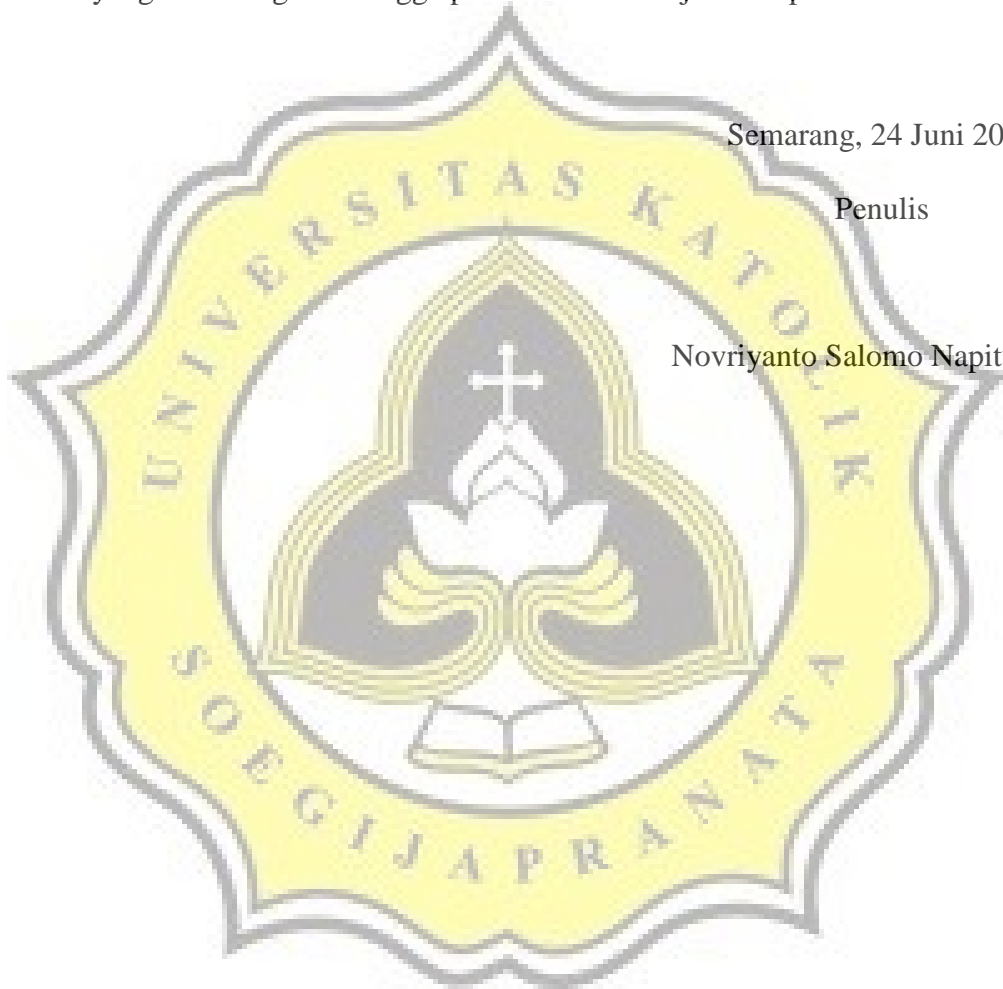 Semarang, 24 Juni 20
Penulis
Novriyanto Salomo Napit
UNIVERSITAS KATOLIK
SOEGIJAPRANATA